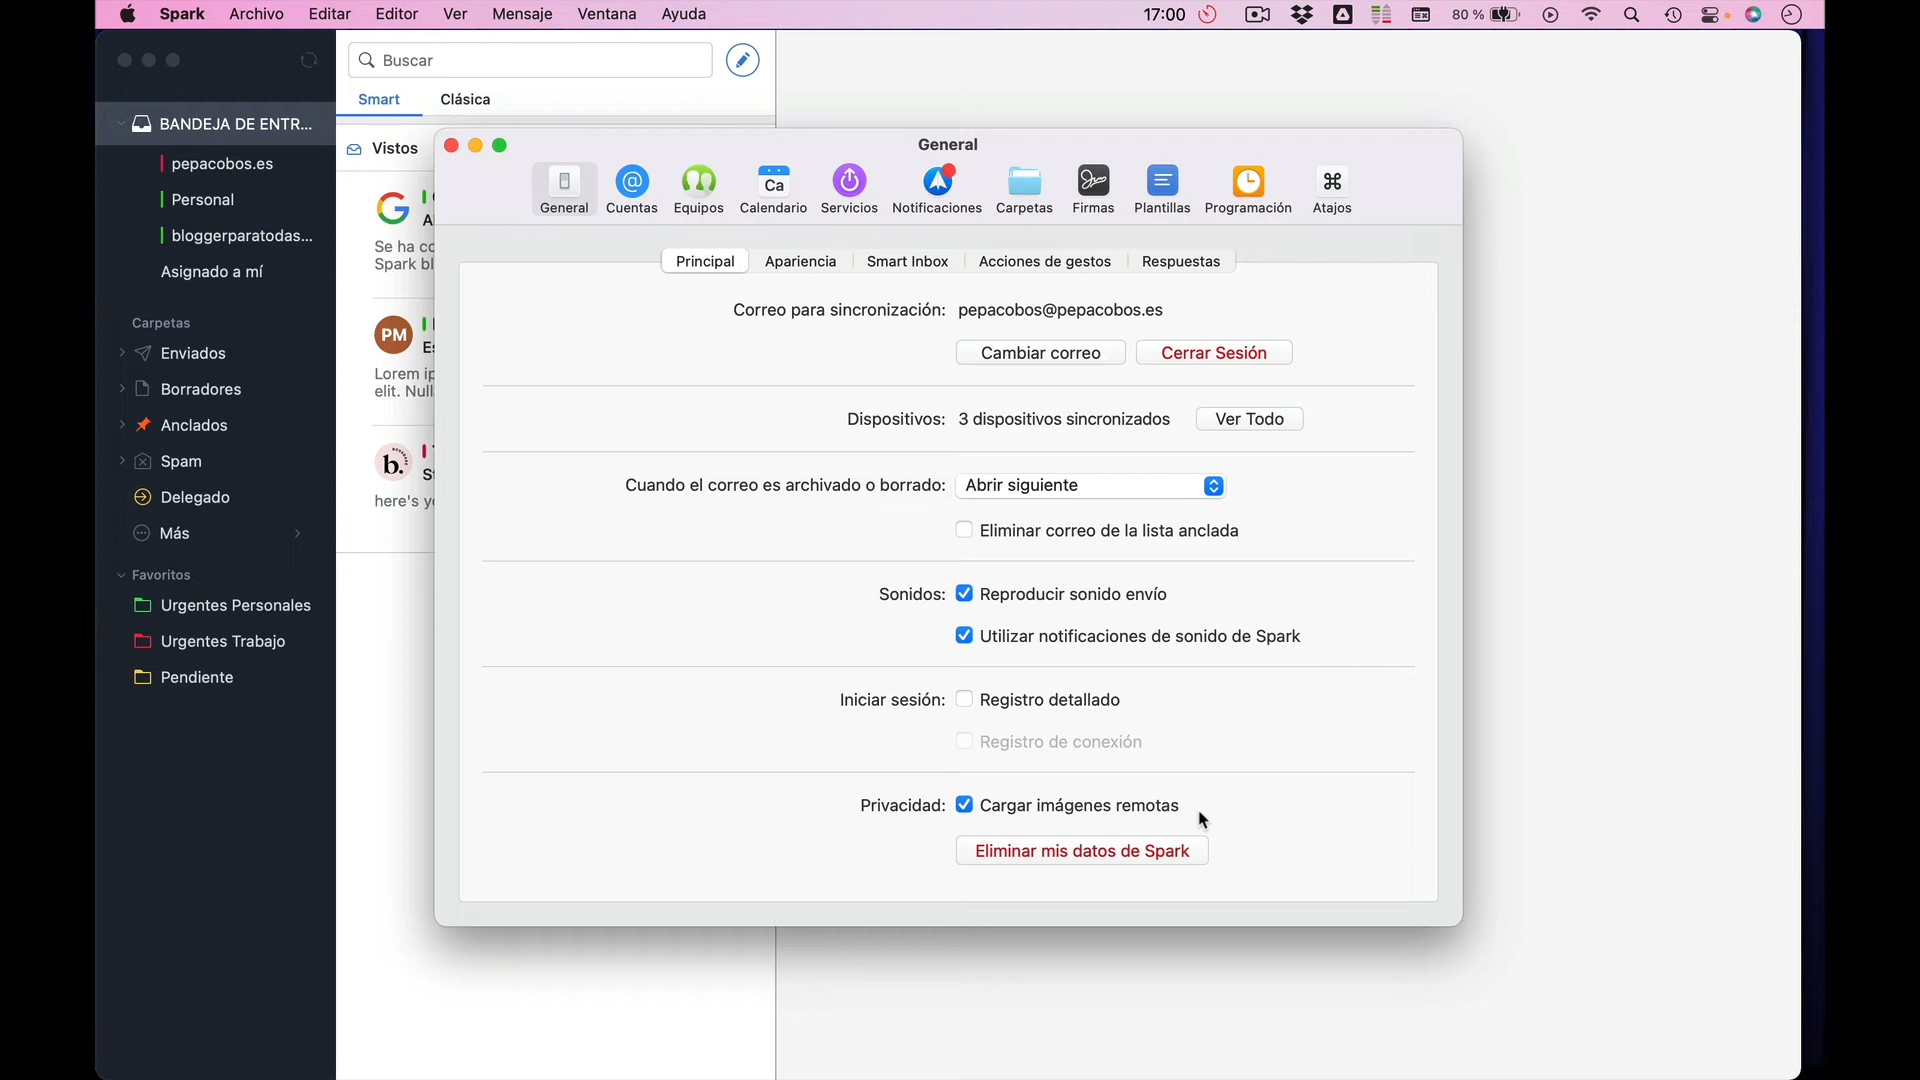 Spark Archivo Editar Editor Ver Mensaje Ventana Ayuda 17:00 80 %
Buscar
Smart Clásica
BANDEJA DE ENTR...
pepacobos.es
Personal
bloggerparatodas...
Asignado a mí
Carpetas
Enviados
Borradores
Anclados
Spam
Delegado
Más
Favoritos
Urgentes Personales
Urgentes Trabajo
Pendiente
Vistos
Se ha co
Spark bl
PM
Lorem ip
elit. Null
b.
here's yo
General
Ca
General Cuentas Equipos Calendario Servicios Notificaciones Carpetas Firmas Plantillas Programación Atajos
Principal Apariencia Smart Inbox Acciones de gestos Respuestas
Correo para sincronización: pepacobos@pepacobos.es
Cambiar correo Cerrar Sesión
Dispositivos: 3 dispositivos sincronizados Ver Todo
Cuando el correo es archivado o borrado: Abrir siguiente
Eliminar correo de la lista anclada
Sonidos: Reproducir sonido envío
Utilizar notificaciones de sonido de Spark
Iniciar sesión: Registro detallado
Registro de conexión
Privacidad: Cargar imágenes remotas
Eliminar mis datos de Spark